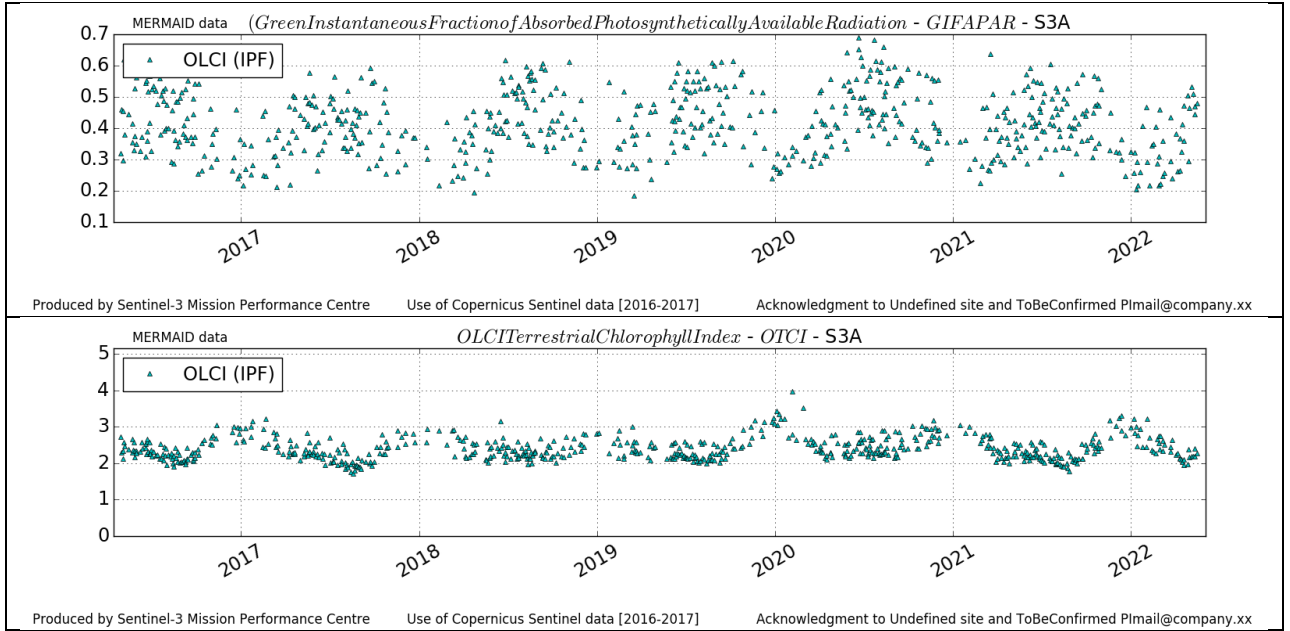 MERMAID data (GreenInstantaneousFractionofAbsorbedPhotosyntheticallyAvailableRadiation - GIFAPAR - S3A
OLCI (IPF)
0.7
0.6
0.5
0.4
0.3
0.2
0.1
2017 2018 2019 2020 2021 2022
Produced by Sentinel-3 Mission Performance Centre Use of Copernicus Sentinel data [2016-2017] Acknowledgment to Undefined site and ToBeConfirmed PImail@company.xx
MERMAID data OLCITerrestrialChlorophyllIndex - OTCI - S3A
OLCI (IPF)
5
4
3
2
1
0
2017 2018 2019 2020 2021 2022
Produced by Sentinel-3 Mission Performance Centre Use of Copernicus Sentinel data [2016-2017] Acknowledgment to Undefined site and ToBeConfirmed PImail@company.xx